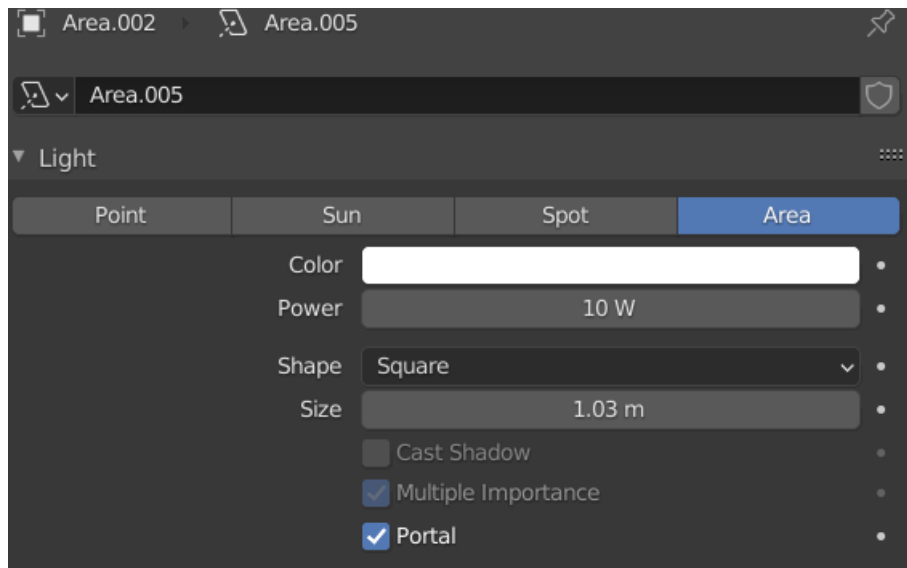 Area.002 Area.005
Area.005
Light
Point Sun Spot Area
Color
Power 10 W
Shape Square
Size 1.03 m
Cast Shadow
Multiple Importance
Portal